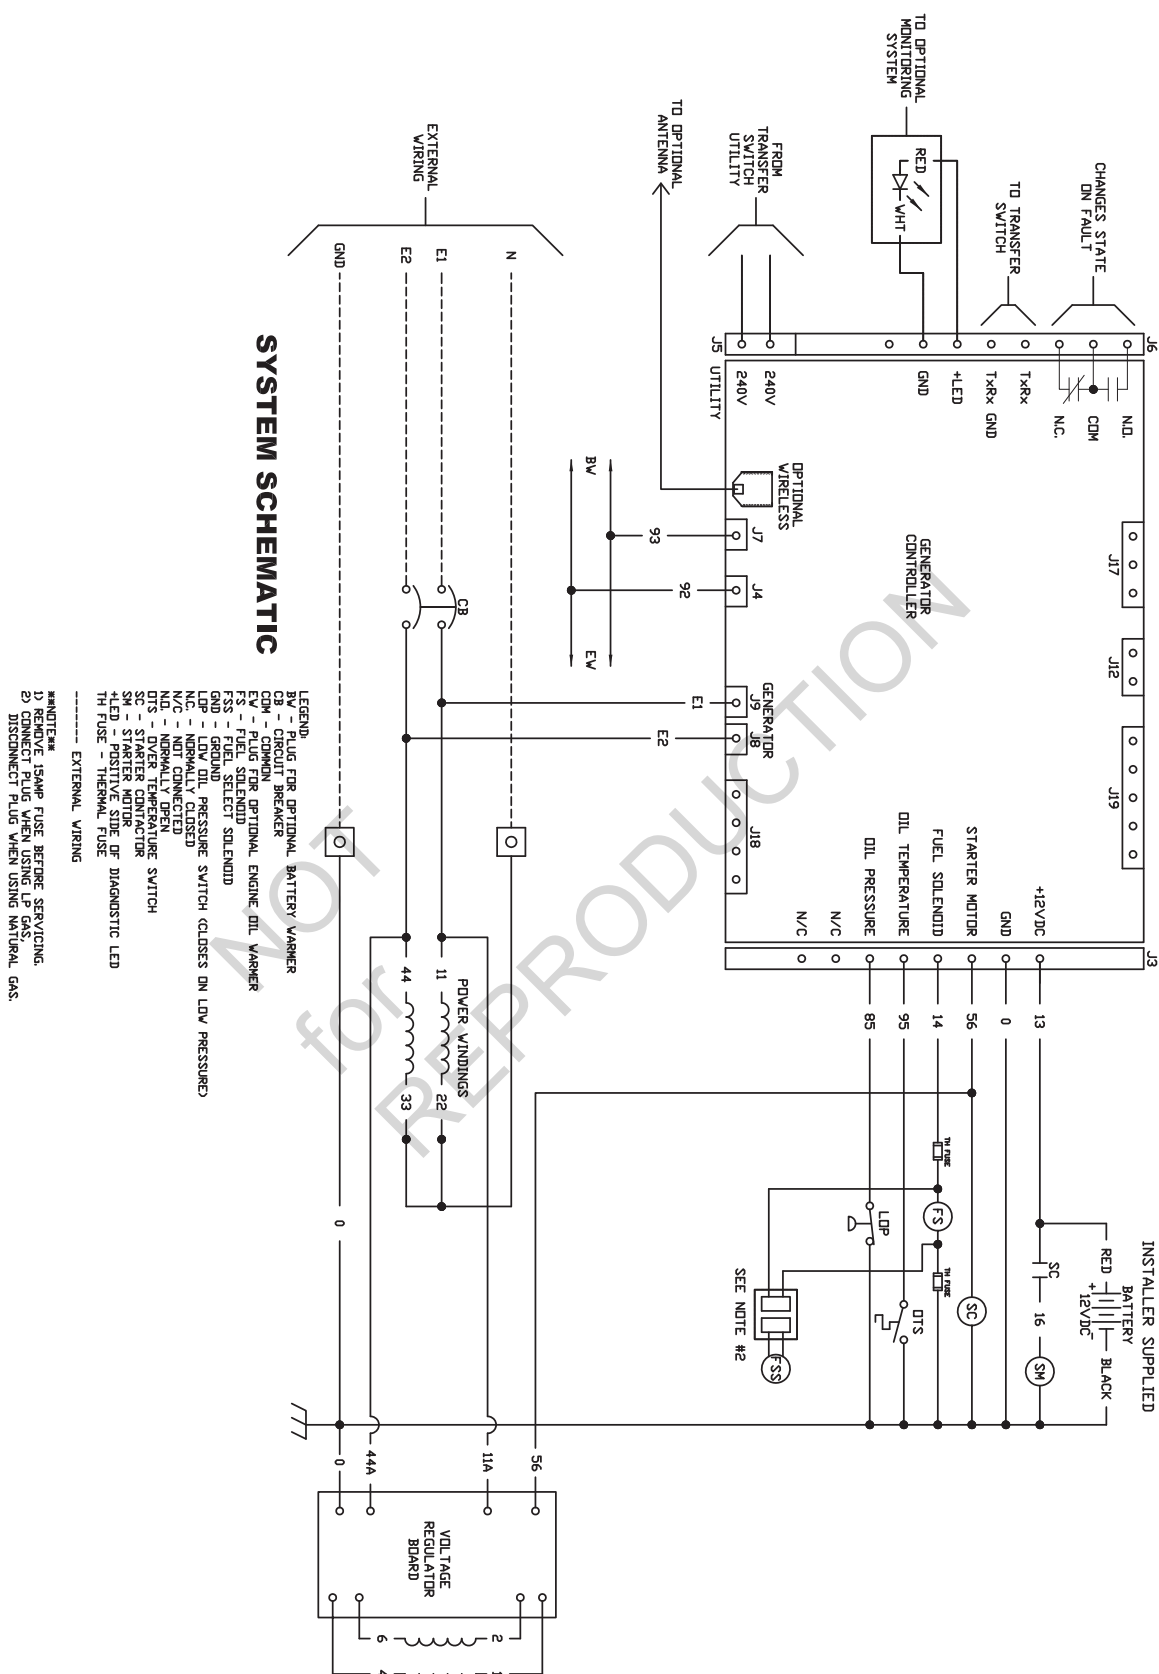 TO OPTIONAL
MONITORING
SYSTEM
RED
WHT
CHANGES STATE
ON FAULT
TO TRANSFER
SWITCH
FROM
TRANSFER
SWITCH
UTILITY
TO OPTIONAL
ANTENNA
EXTERNAL
WIRING
GND
E2
E1
N
J6
J5
N.O.
COM
N.C.
TxRx
TxRx GND
+LED
GND
240V
240V
UTILITY
OPTIONAL
WIRELESS
GENERATOR
CONTROLLER
J17
J12
J19
J7
J4
J9
J8
GENERATOR
J18
BW
EW
93
92
E1
E2
CB
+12VDC
GND
STARTER MOTOR
FUEL SOLENOID
OIL TEMPERATURE
OIL PRESSURE
N/C
N/C
J3
13
0
56
14
95
85
TH FUSE
FS
TH FUSE
LOP
OTS
SC
SC
16
SM
SEE NOTE #2
FSS
INSTALLER SUPPLIED
BATTERY
RED
+
12VDC
-
BLACK
POWER WINDINGS
11
22
44
33
0
0
44A
11A
56
VOLTAGE
REGULATOR
BOARD
2
6
SYSTEM SCHEMATIC
LEGEND:
BW - PLUG FOR OPTIONAL BATTERY WARMER
CB - CIRCUIT BREAKER
COM - COMMON
EW - PLUG FOR OPTIONAL ENGINE OIL WARMER
FS - FUEL SOLENOID
FSS - FUEL SELECT SOLENOID
GND - GROUND
LOP - LOW OIL PRESSURE SWITCH (CLOSES ON LOW PRESSURE)
N.C. - NORMALLY CLOSED
N/C - NOT CONNECTED
N.O. - NORMALLY OPEN
OTS - OVER TEMPERATURE SWITCH
SC - STARTER CONTACTOR
SM - STARTER MOTOR
+LED - POSITIVE SIDE OF DIAGNOSTIC LED
TH FUSE - THERMAL FUSE
------- EXTERNAL WIRING
**NOTE**
1) REMOVE 15AMP FUSE BEFORE SERVICING.
2) CONNECT PLUG WHEN USING LP GAS,
DISCONNECT PLUG WHEN USING NATURAL GAS.
NOT
for
REPRODUCTION